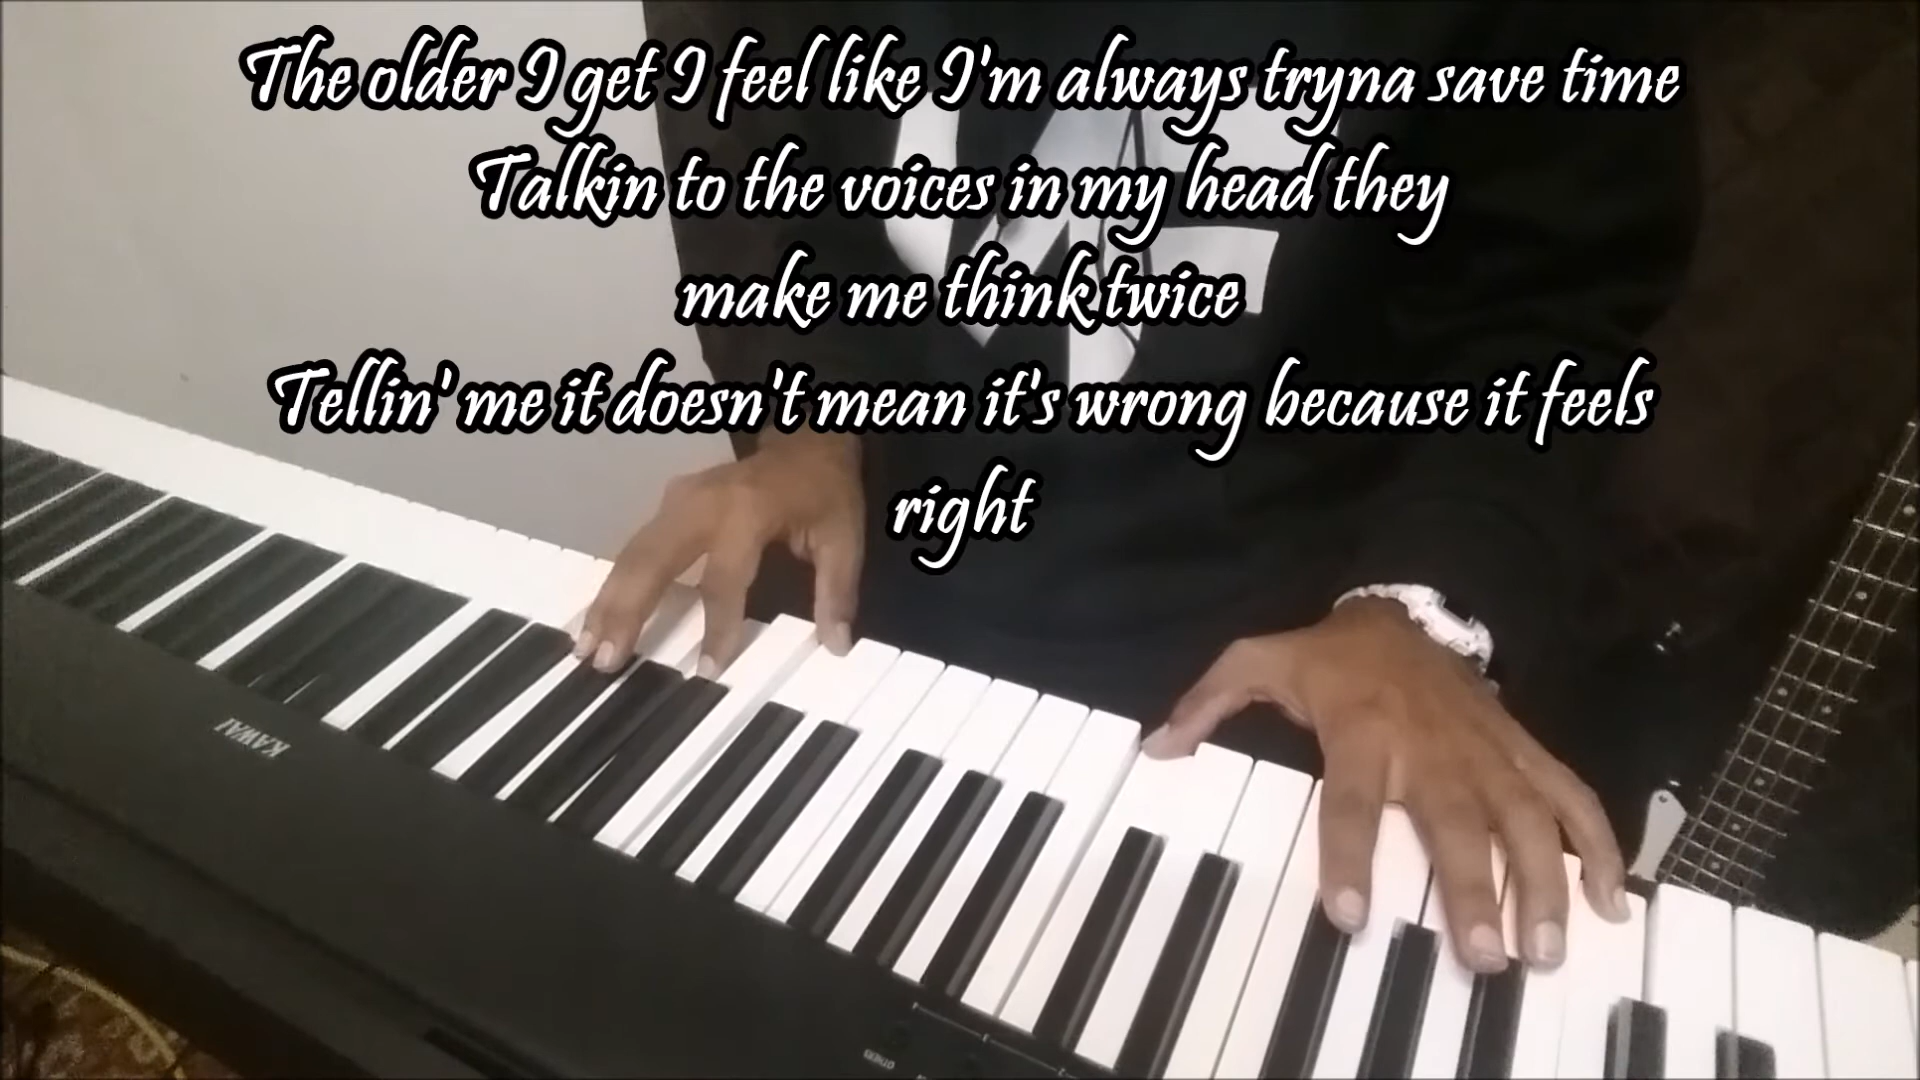 The older I get I feel like I'm always tryna save time
Talkin to the voices in my head they
make me think twice
Tellin' me it doesn't mean it's wrong because it feels
right
KAWAI
OTHERS